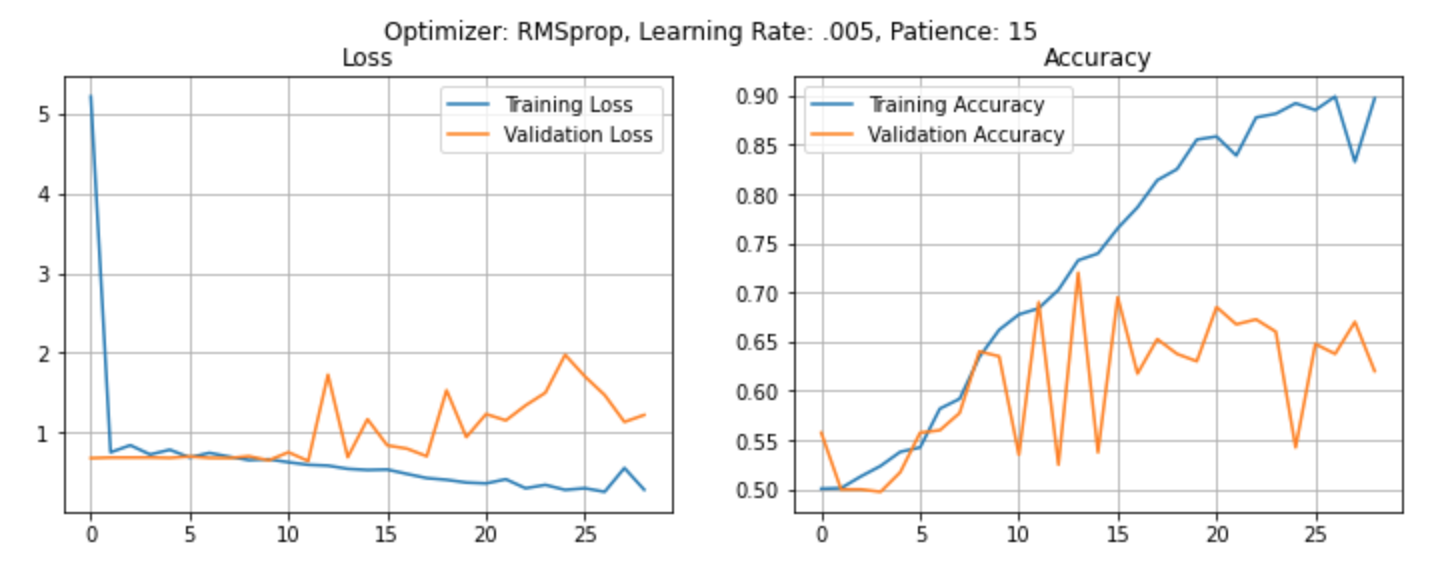 Optimizer: RMSprop, Learning Rate: .005, Patience: 15
Loss
Training Loss
Validation Loss
5
4
3
2
1
0 5 10 15 20 25
Accuracy
Training Accuracy
Validation Accuracy
0.90
0.85
0.80
0.75
0.70
0.65
0.60
0.55
0.50
0 5 10 15 20 25